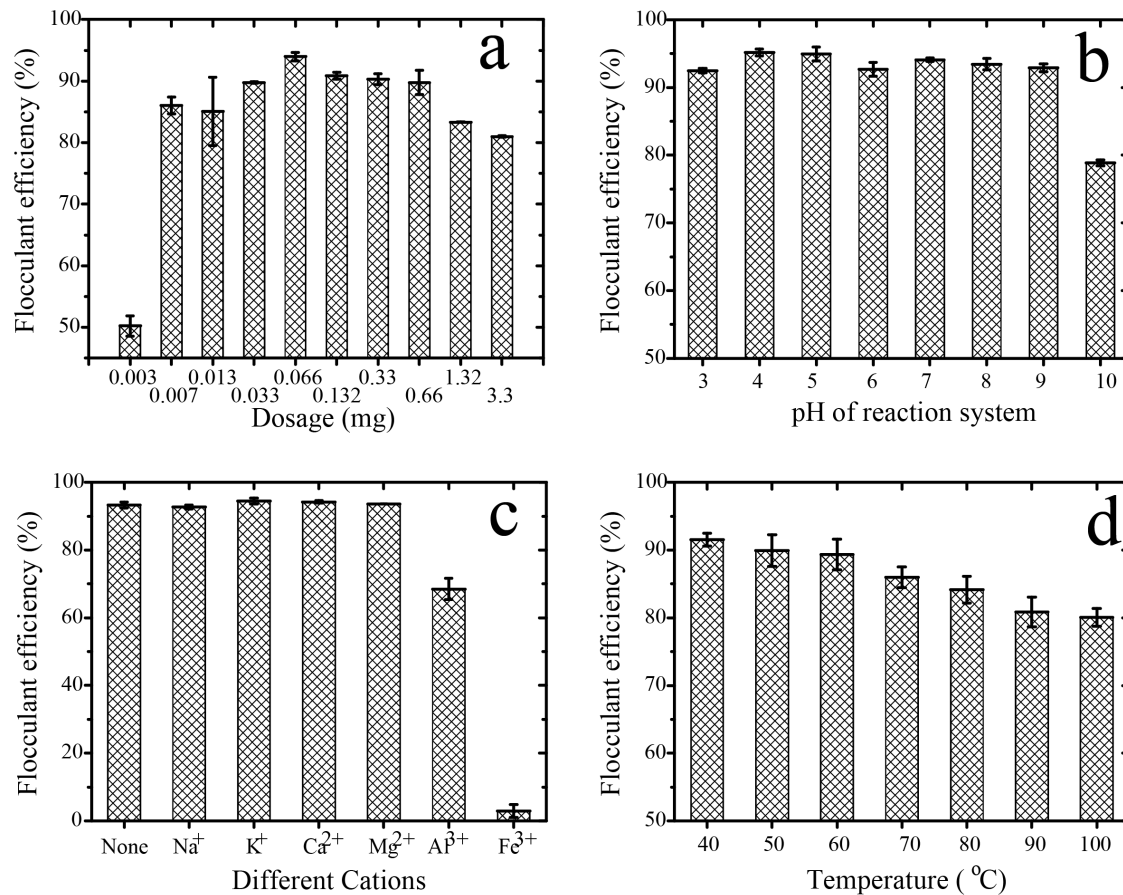 a
Flocculant efficiency (%)
100
90
80
70
60
50
0.003 0.013 0.066 0.33 1.32
0.007 0.033 0.132 0.66 3.3
Dosage (mg)
b
Flocculant efficiency (%)
100
90
80
70
60
50
3 4 5 6 7 8 9 10
pH of reaction system
c
Flocculant efficiency (%)
100
80
60
40
20
0
None Na+ K+ Ca2+ Mg2+ Al3+ Fe3+
Different Cations
d
Flocculant efficiency (%)
100
90
80
70
60
50
40 50 60 70 80 90 100
Temperature ( oC)